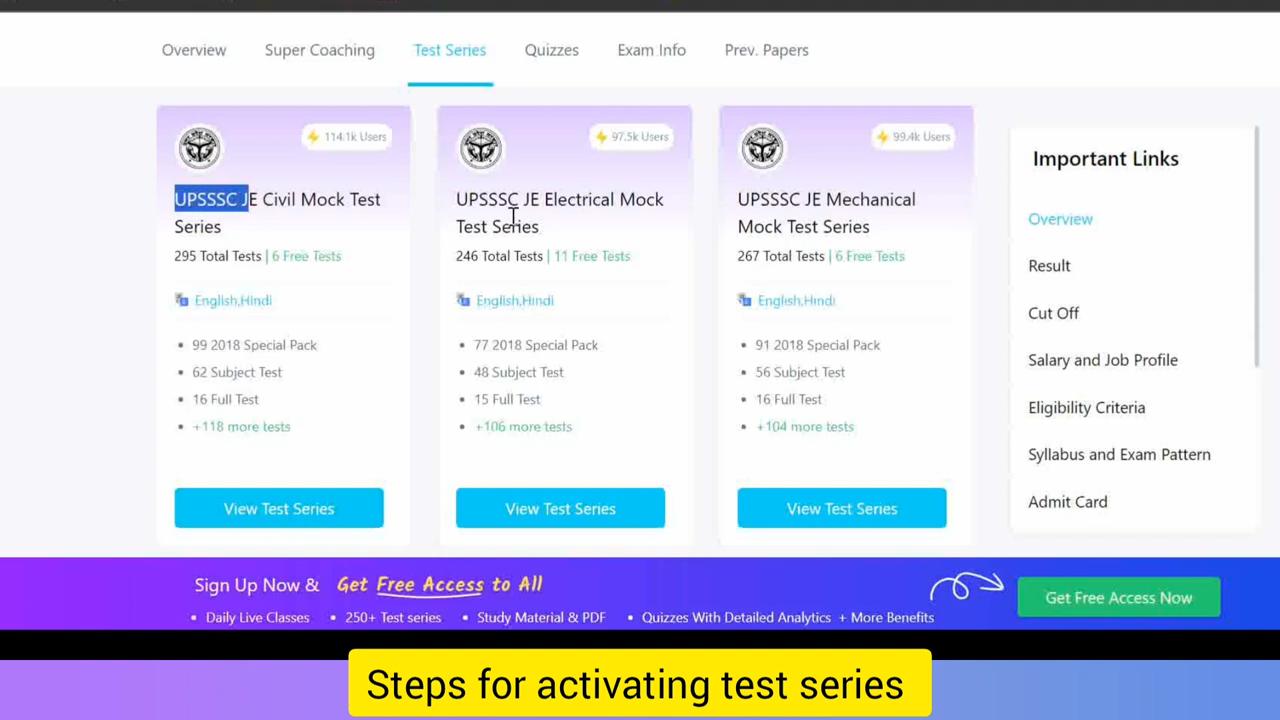 Overview Super Coaching Test Series Quizzes Exam Info Prev. Papers
114.1k Users
UPSSSC JE Civil Mock Test
Series
295 Total Tests | 6 Free Tests
English,Hindi
99 2018 Special Pack
62 Subject Test
16 Full Test
+118 more tests
View Test Series
97.5k Users
UPSSSC JE Electrical Mock
Test Series
246 Total Tests | 11 Free Tests
English,Hindi
77 2018 Special Pack
48 Subject Test
15 Full Test
+106 more tests
View Test Series
99.4k Users
UPSSSC JE Mechanical
Mock Test Series
267 Total Tests | 6 Free Tests
English,Hindi
91 2018 Special Pack
56 Subject Test
16 Full Test
+104 more tests
View Test Series
Important Links
Overview
Result
Cut Off
Salary and Job Profile
Eligibility Criteria
Syllabus and Exam Pattern
Admit Card
Sign Up Now & Get Free Access to All
• Daily Live Classes • 250+ Test series • Study Material & PDF • Quizzes With Detailed Analytics + More Benefits
Get Free Access Now
Steps for activating test series